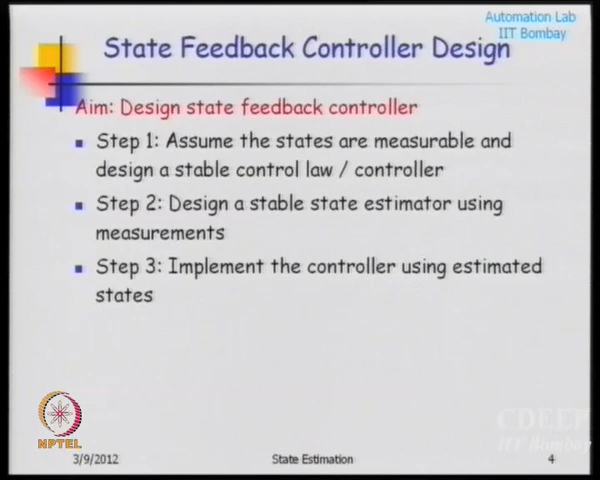 Automation Lab
IIT Bombay
State Feedback Controller Design
Aim: Design state feedback controller
Step 1: Assume the states are measurable and
design a stable control law / controller
Step 2: Design a stable state estimator using
measurements
Step 3: Implement the controller using estimated
states
NPTEL
CDEEP
IIT Bombay
3/9/2012
State Estimation
4